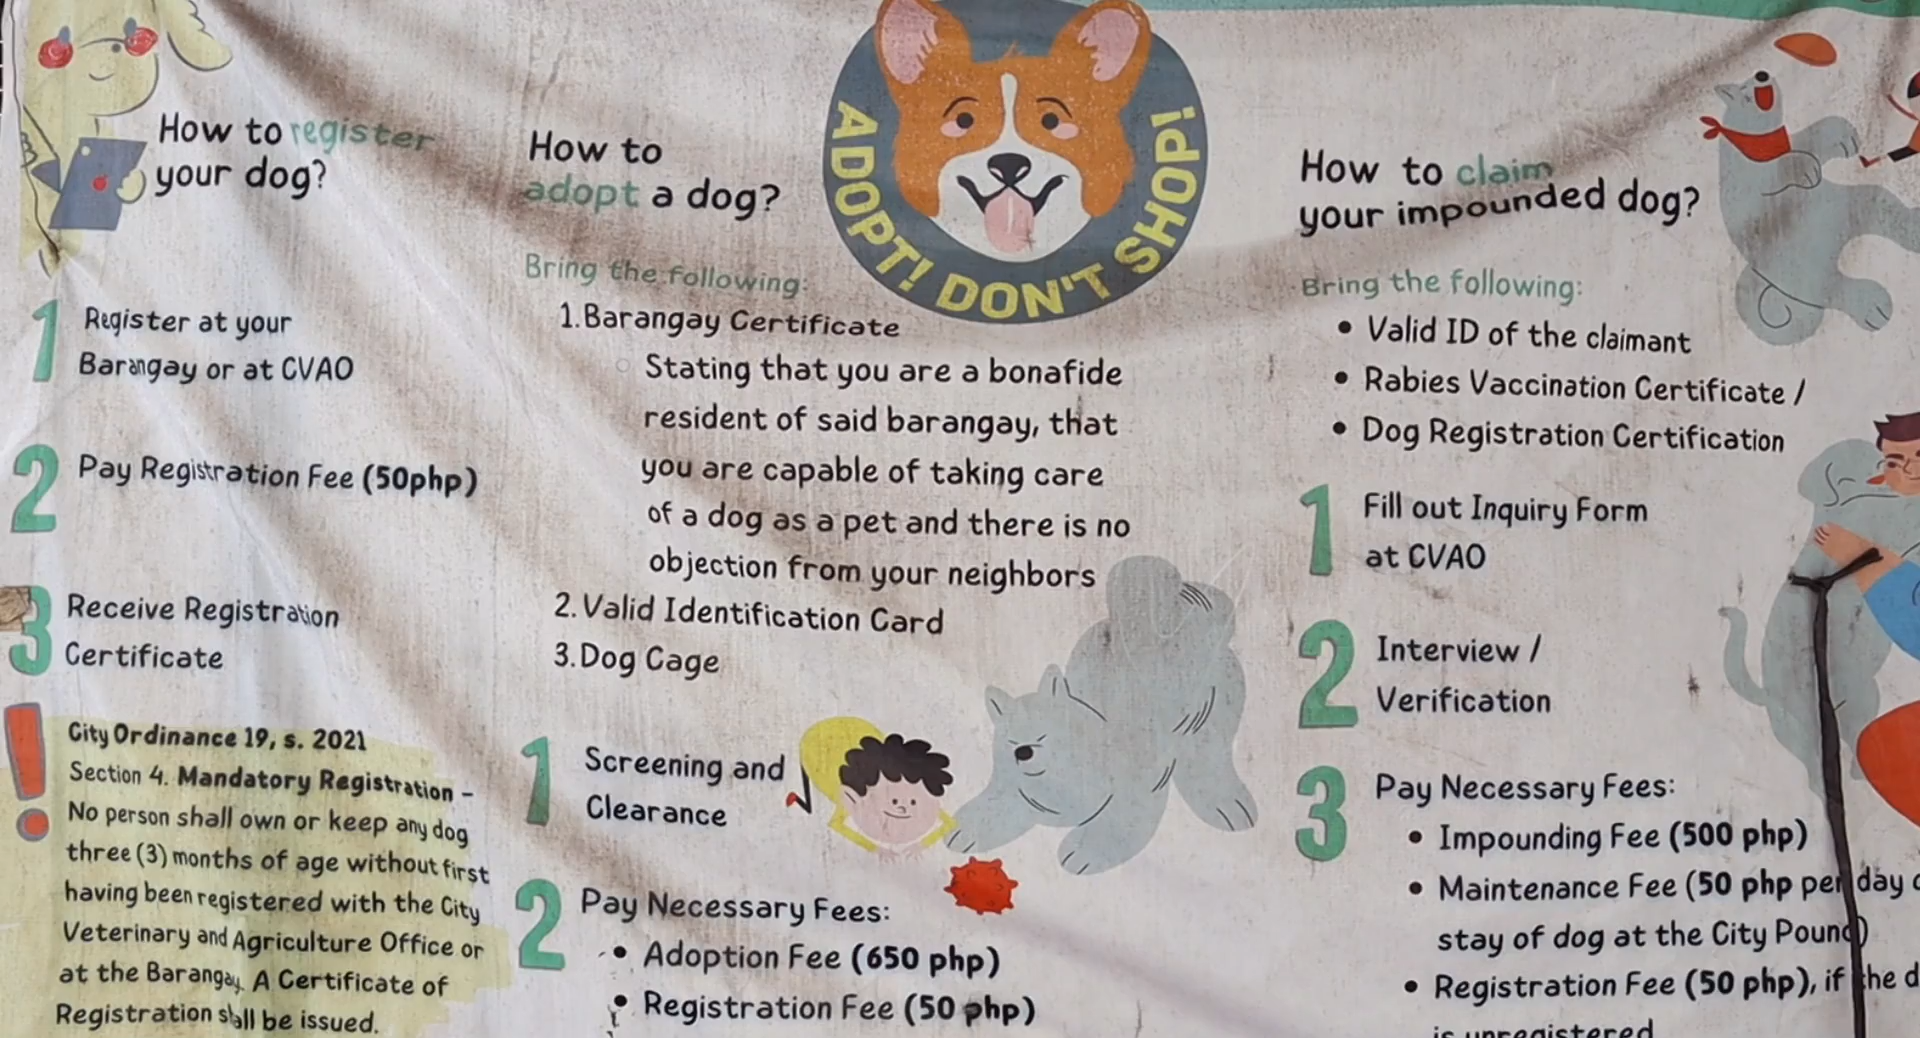 How to register
your dog?
1 Register at your
Barangay or at CVAO
2 Pay Registration Fee (50php)
3 Receive Registration
Certificate
! City Ordinance 19, s. 2021
Section 4. Mandatory Registration -
No person shall own or keep any dog
three (3) months of age without first
having been registered with the City
Veterinary and Agriculture Office or
at the Barangay. A Certificate of
Registration shall be issued.
How to
adopt a dog?
Bring the following:
1.Barangay Certificate
Stating that you are a bonafide
resident of said barangay, that
you are capable of taking care
of a dog as a pet and there is no
objection from your neighbors
2.Valid Identification Card
3.Dog Cage
1 Screening and
Clearance
2 Pay Necessary Fees:
• Adoption Fee (650 php)
• Registration Fee (50 php)
ADOPT! DON'T SHOP!
How to claim
your impounded dog?
Bring the following:
• Valid ID of the claimant
• Rabies Vaccination Certificate /
• Dog Registration Certification
1 Fill out Inquiry Form
at CVAO
2 Interview /
Verification
3 Pay Necessary Fees:
• Impounding Fee (500 php)
• Maintenance Fee (50 php per day
stay of dog at the City Pound)
• Registration Fee (50 php), if the
is unregistered